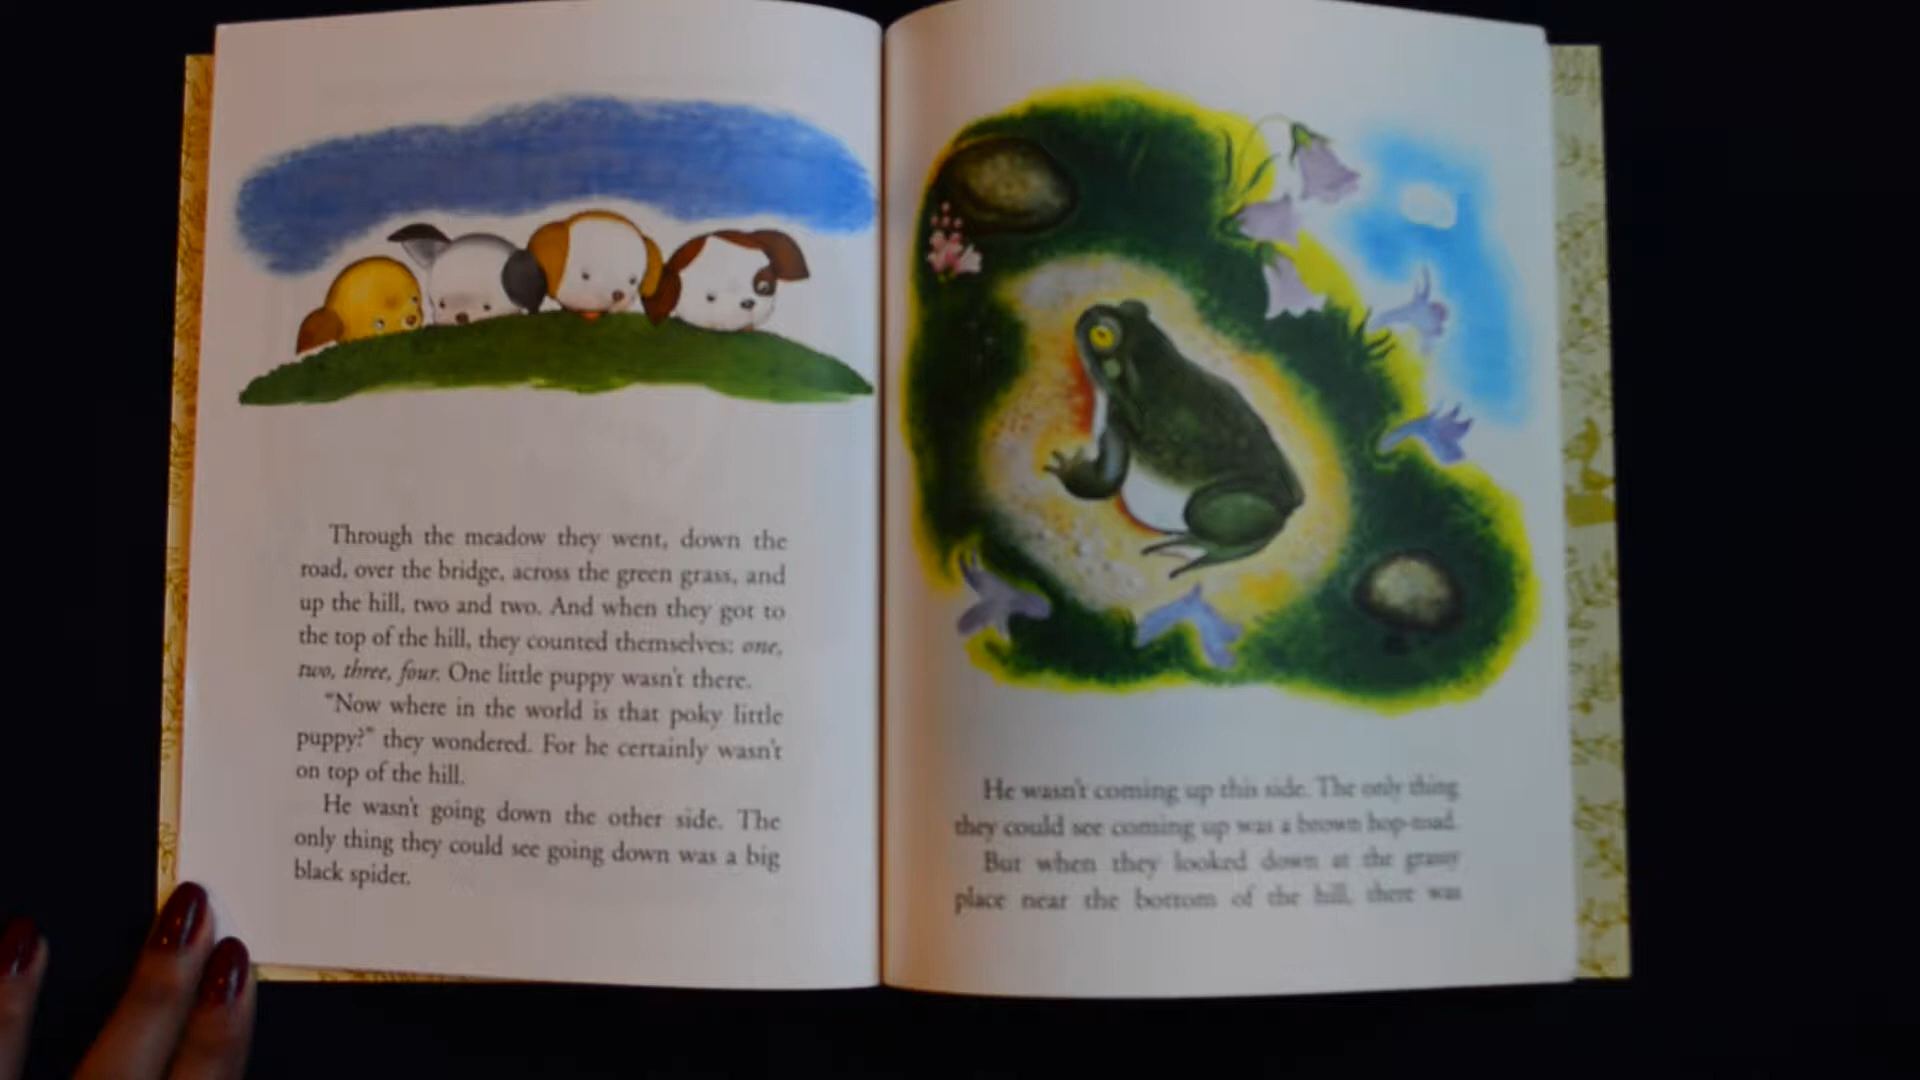 Through the meadow they went, down the
road, over the bridge, across the green grass, and
up the hill, two and two. And when they got to
the top of the hill, they counted themselves: one,
two, three, four. One little puppy wasn't there.
"Now where in the world is that poky little
puppy?" they wondered. For he certainly wasn't
on top of the hill.
He wasn't going down the other side. The
only thing they could see going down was a big
black spider.
He wasn't coming up this side. The only thing
they could see coming up was a brown hop-toad.
But when they looked down at the grassy
place near the bottom of the hill, there was